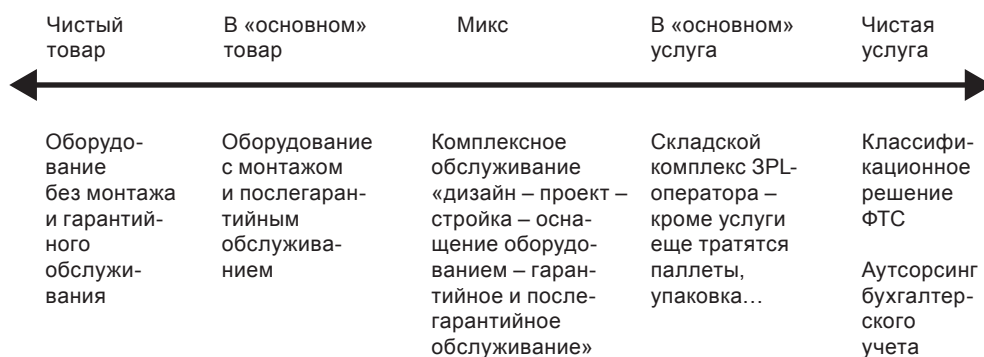 Чистый
товар
В «основном»
товар
Микс
В «основном»
услуга
Чистая
услуга
Оборудо-
вание
без монтажа
и гарантий-
ного
обслужи-
вания
Оборудование
с монтажом
и послегаран-
тийным
обслужива-
нием
Комплексное
обслуживание
«дизайн – проект –
стройка – осна-
щение оборудо-
ванием – гаран-
тийное и после-
гарантийное
обслуживание»
Складской
комплекс 3PL-
оператора –
кроме услуги
еще тратятся
паллеты,
упаковка…
Классифи-
кационное
решение
ФТС
Аутсорсинг
бухгалтер-
ского
учета